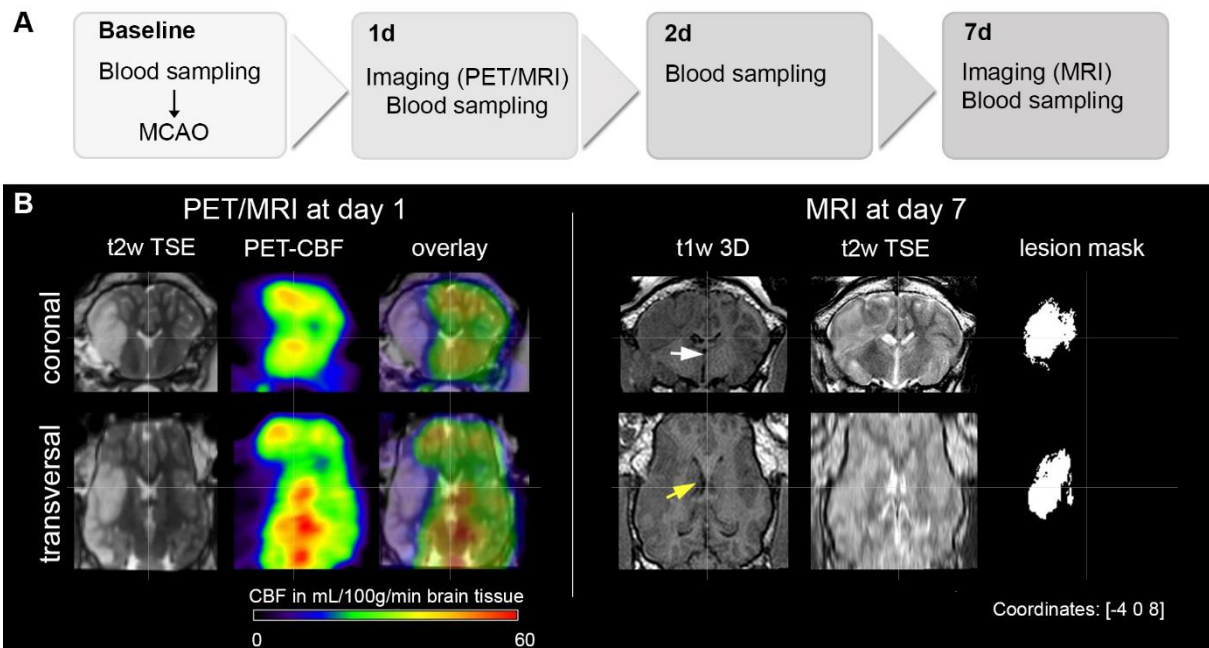 A
Baseline
Blood sampling
MCAO
1d
Imaging (PET/MRI)
Blood sampling
2d
Blood sampling
7d
Imaging (MRI)
Blood sampling
B
PET/MRI at day 1
MRI at day 7
t2w TSE
PET-CBF
overlay
t1w 3D
t2w TSE
lesion mask
coronal
transversal
CBF in mL/100g/min brain tissue
0
60
Coordinates: [-4 0 8]